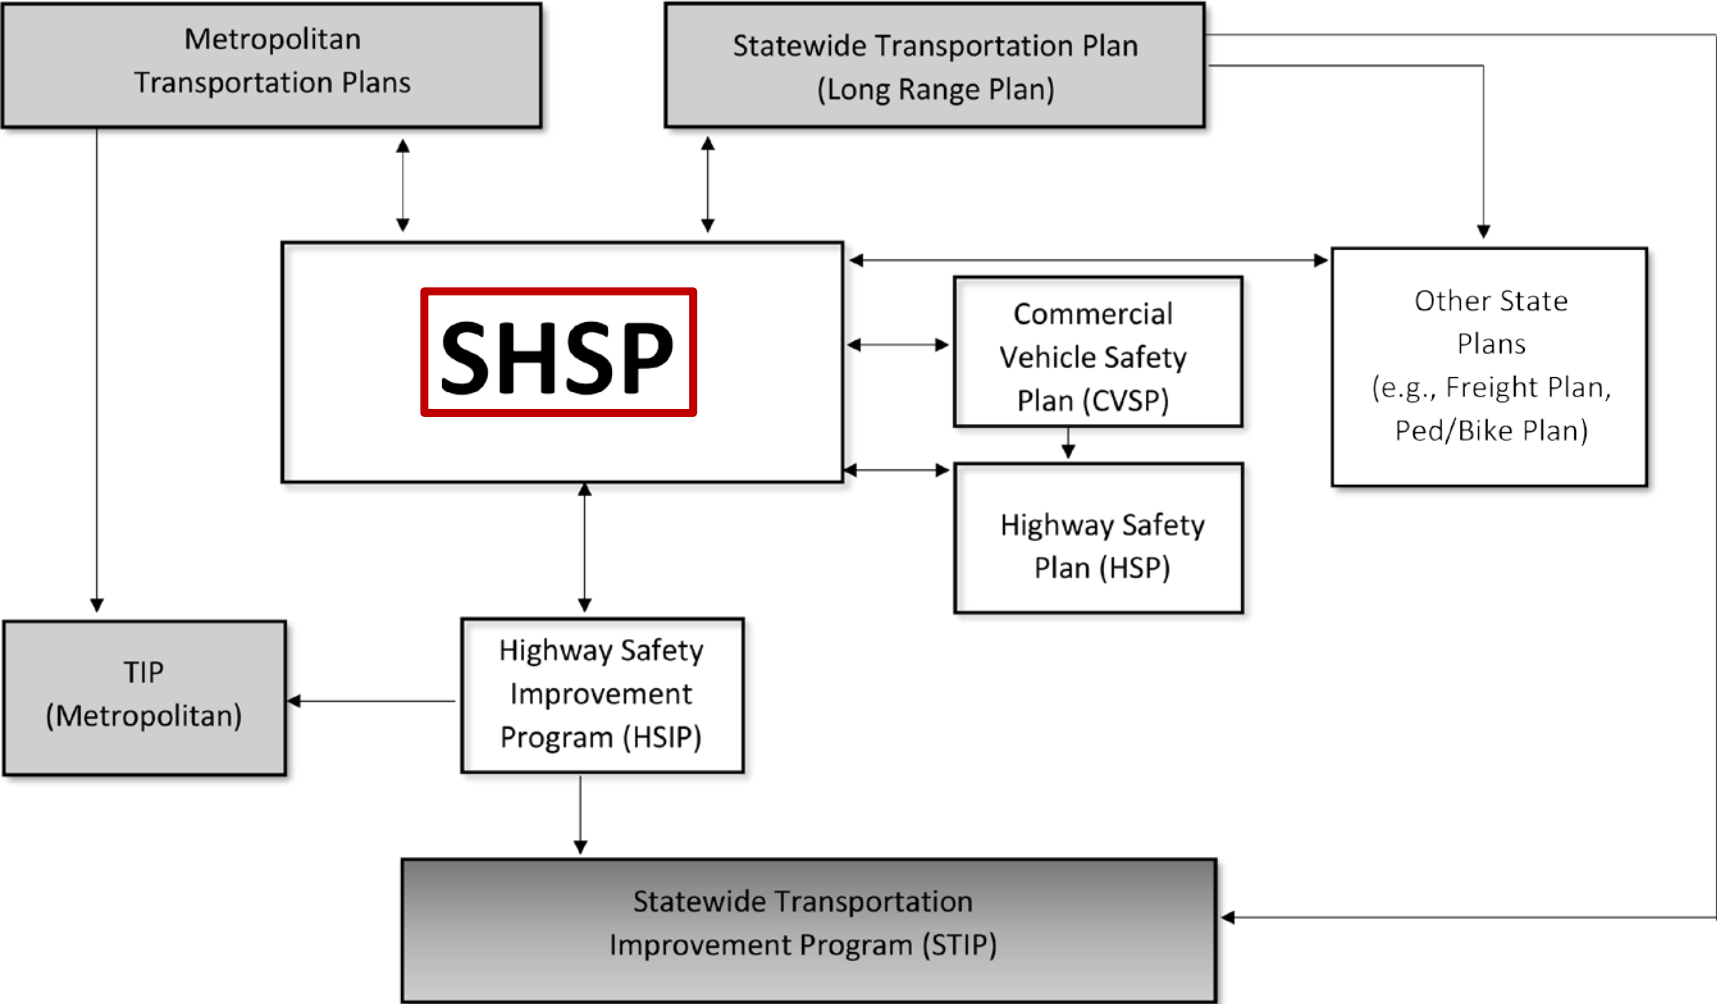 Metropolitan
Transportation Plans
Statewide Transportation Plan
(Long Range Plan)
SHSP
Commercial
Vehicle Safety
Plan (CVSP)
Other State
Plans
(e.g., Freight Plan,
Ped/Bike Plan)
Highway Safety
Plan (HSP)
TIP
(Metropolitan)
Highway Safety
Improvement
Program (HSIP)
Statewide Transportation
Improvement Program (STIP)